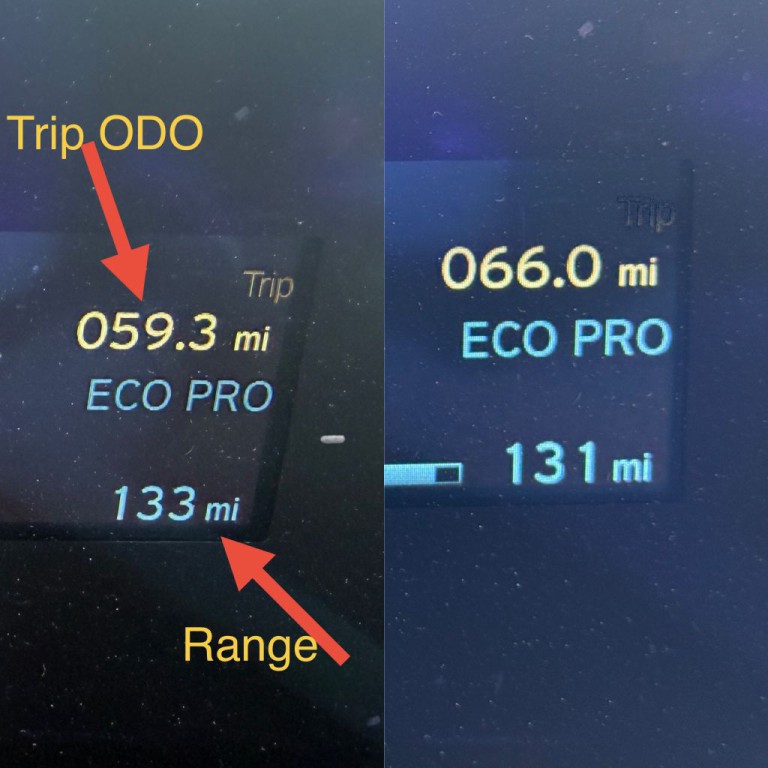 Trip ODO
Trip
059.3 mi
ECO PRO
133 mi
Range
Trip
066.0 mi
ECO PRO
131 mi